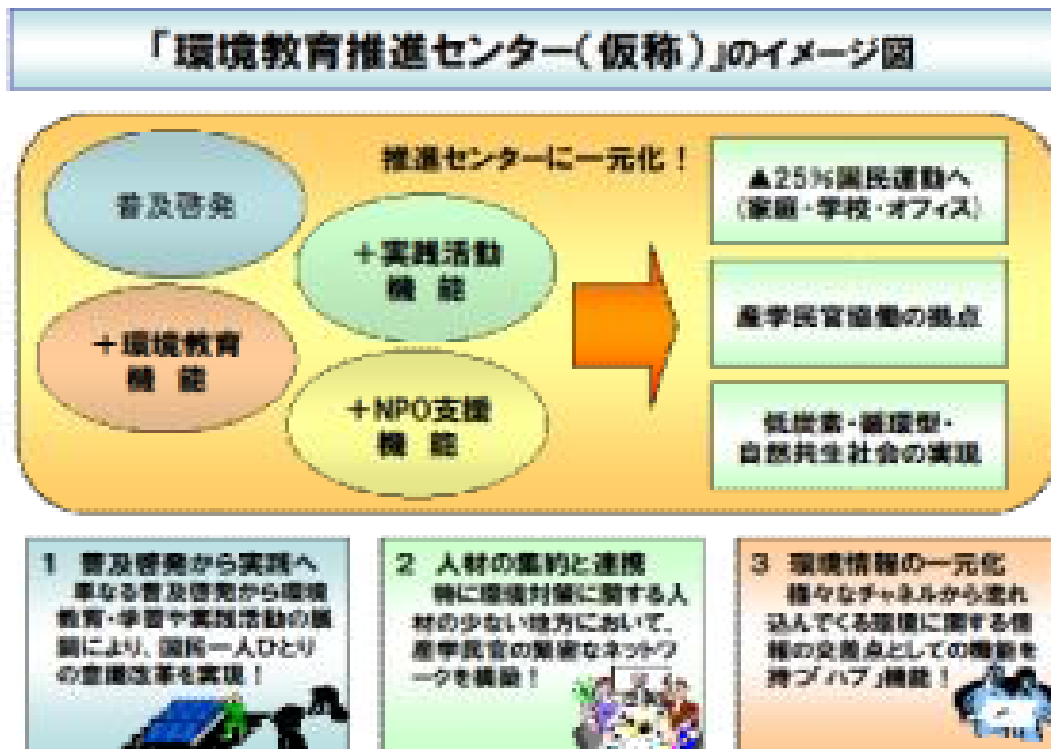 「環境教育推進センター(仮称)」のイメージ図
推進センターに一元化！
普及啓発
＋実践活動
機　能
＋環境教育
機　能
＋NPO支援
機　能
▲25%国民運動へ
(家庭・学校・オフィス)
産学民官協働の拠点
低炭素・循環型・
自然共生社会の実現
1　普及啓発から実践へ
単なる普及啓発から環境
教育・学習や実践活動の展
開により、国民一人ひとり
の意識改革を実現！
2　人材の集約と連携
特に環境対策に関する人
材の少ない地方において、
産学民官の緊密なネットワ
ークを構築！
3　環境情報の一元化
様々なチャネルから流れ
込んでくる環境に関する情
報の交差点としての機能を
持つ「ハブ」機能！